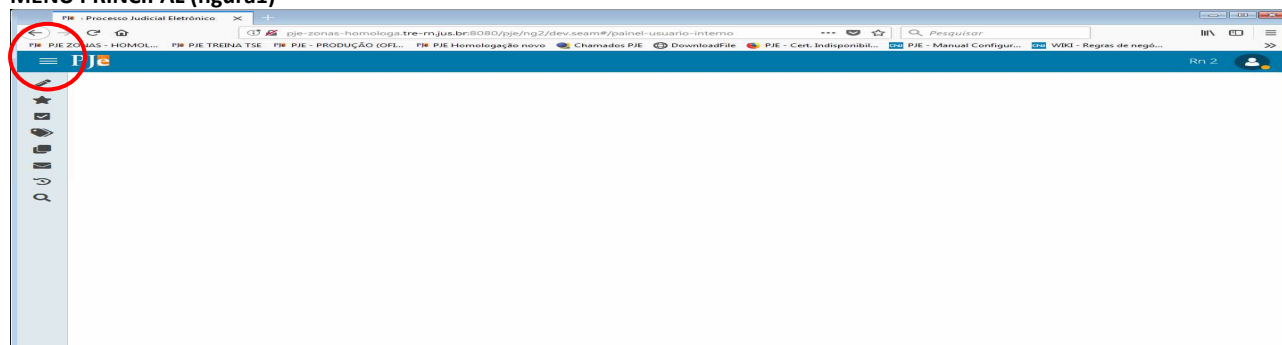 MENU PRINCIPAL (figura1)
PJe · Processo Judicial Eletrônico
pje-zonas-homologa.tre-rn.jus.br:8080/pje/ng2/dev.seam#/painel-usuario-interno
Pesquisar
PJE ZONAS - HOMOL... PJE TREINA TSE PJE - PRODUÇÃO (OFI... PJE Homologação novo Chamados PJE DownloadFile PJE - Cert. Indisponibil... CNJ PJE - Manual Configur... CNJ WIKI - Regras de negó...
PJe Rn 2